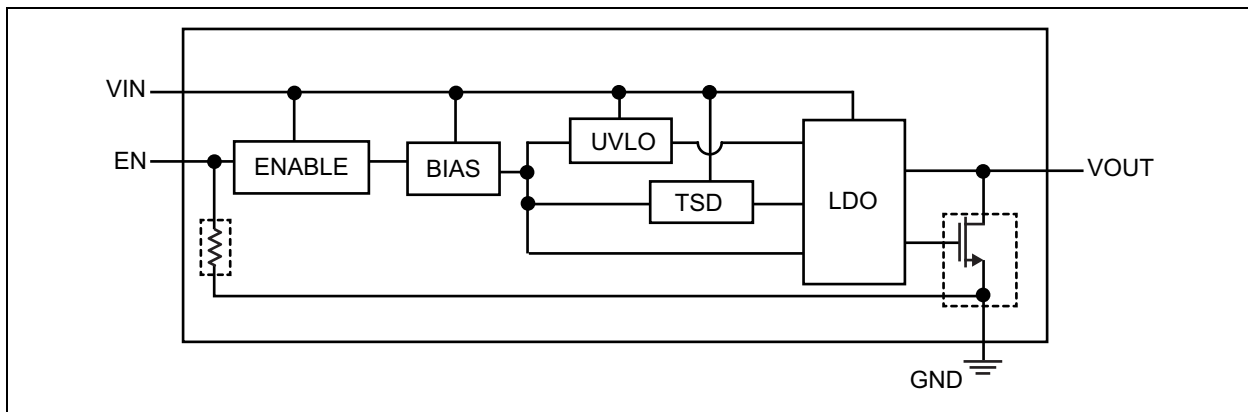 VIN
EN
ENABLE
BIAS
UVLO
TSD
LDO
VOUT
GND